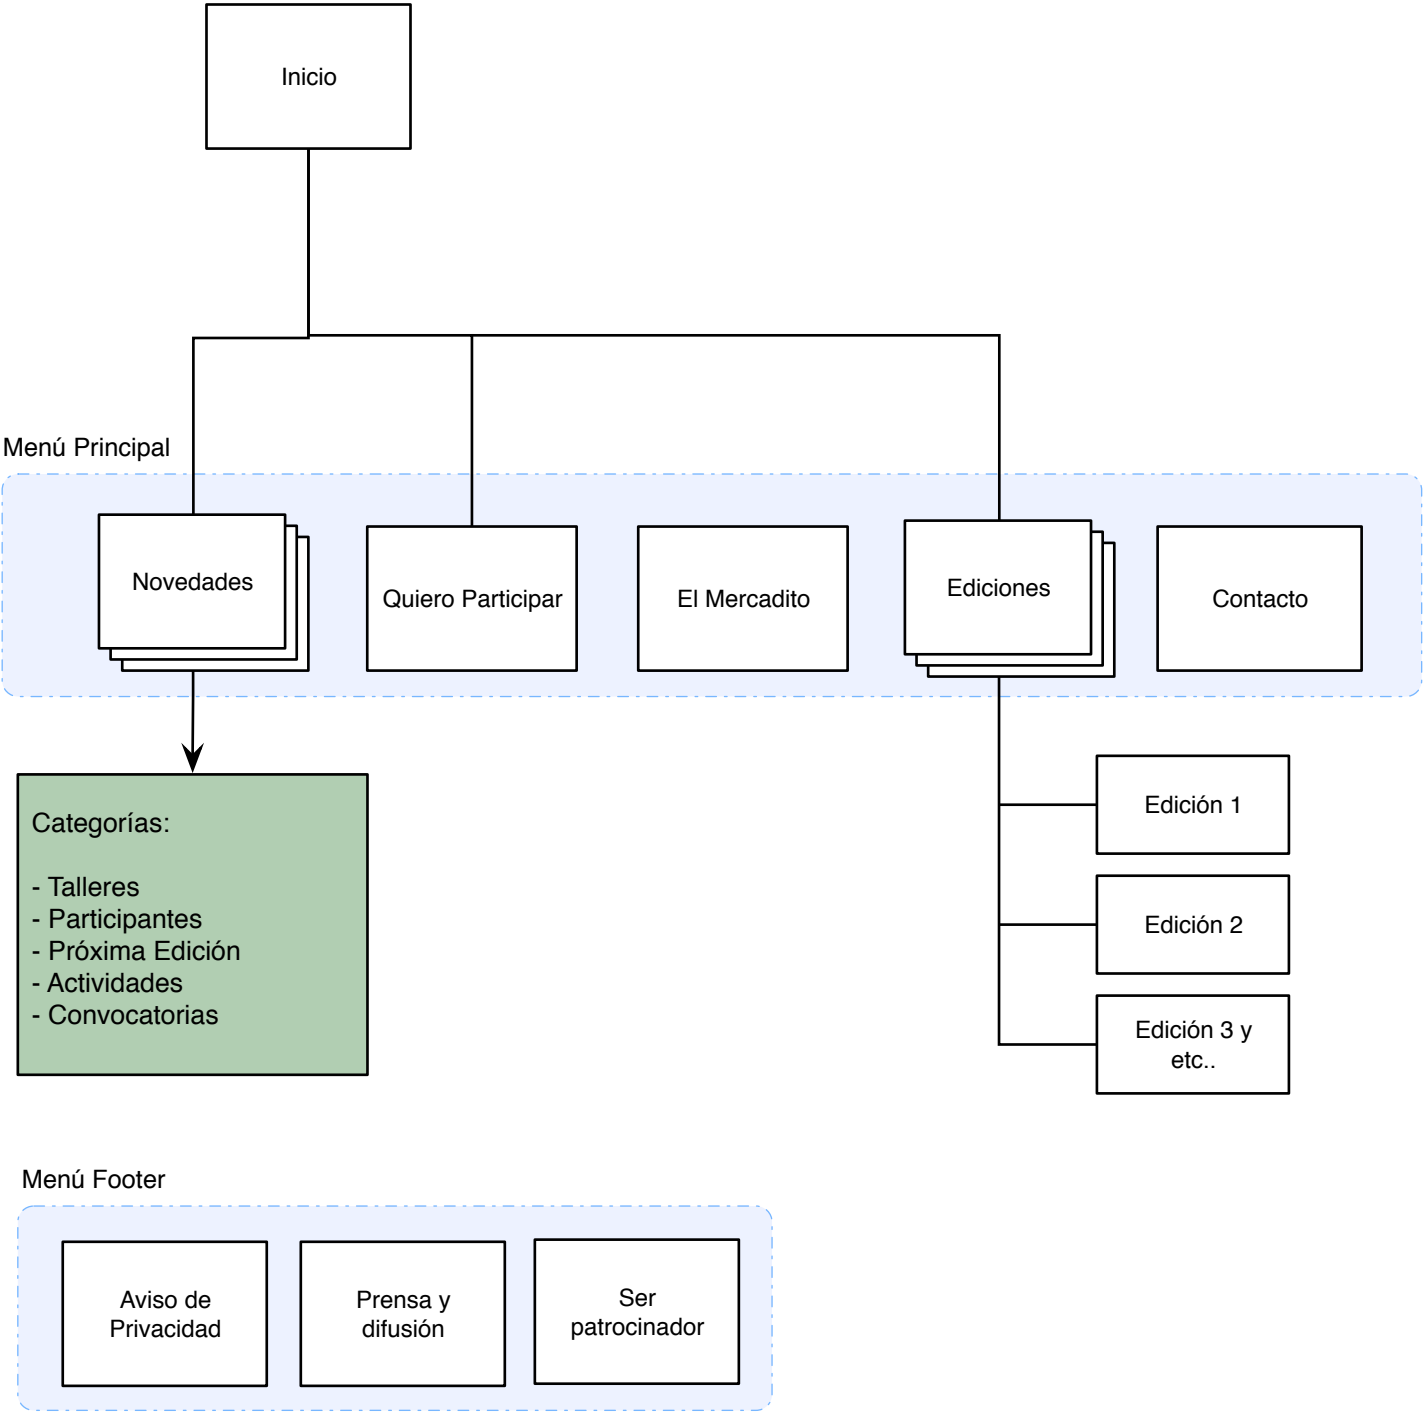 Inicio
Menú Principal
Novedades
Quiero Participar
El Mercadito
Ediciones
Contacto
Categorías:
- Talleres
- Participantes
- Próxima Edición
- Actividades
- Convocatorias
Edición 1
Edición 2
Edición 3 y
etc..
Menú Footer
Aviso de
Privacidad
Prensa y
difusión
Ser
patrocinador